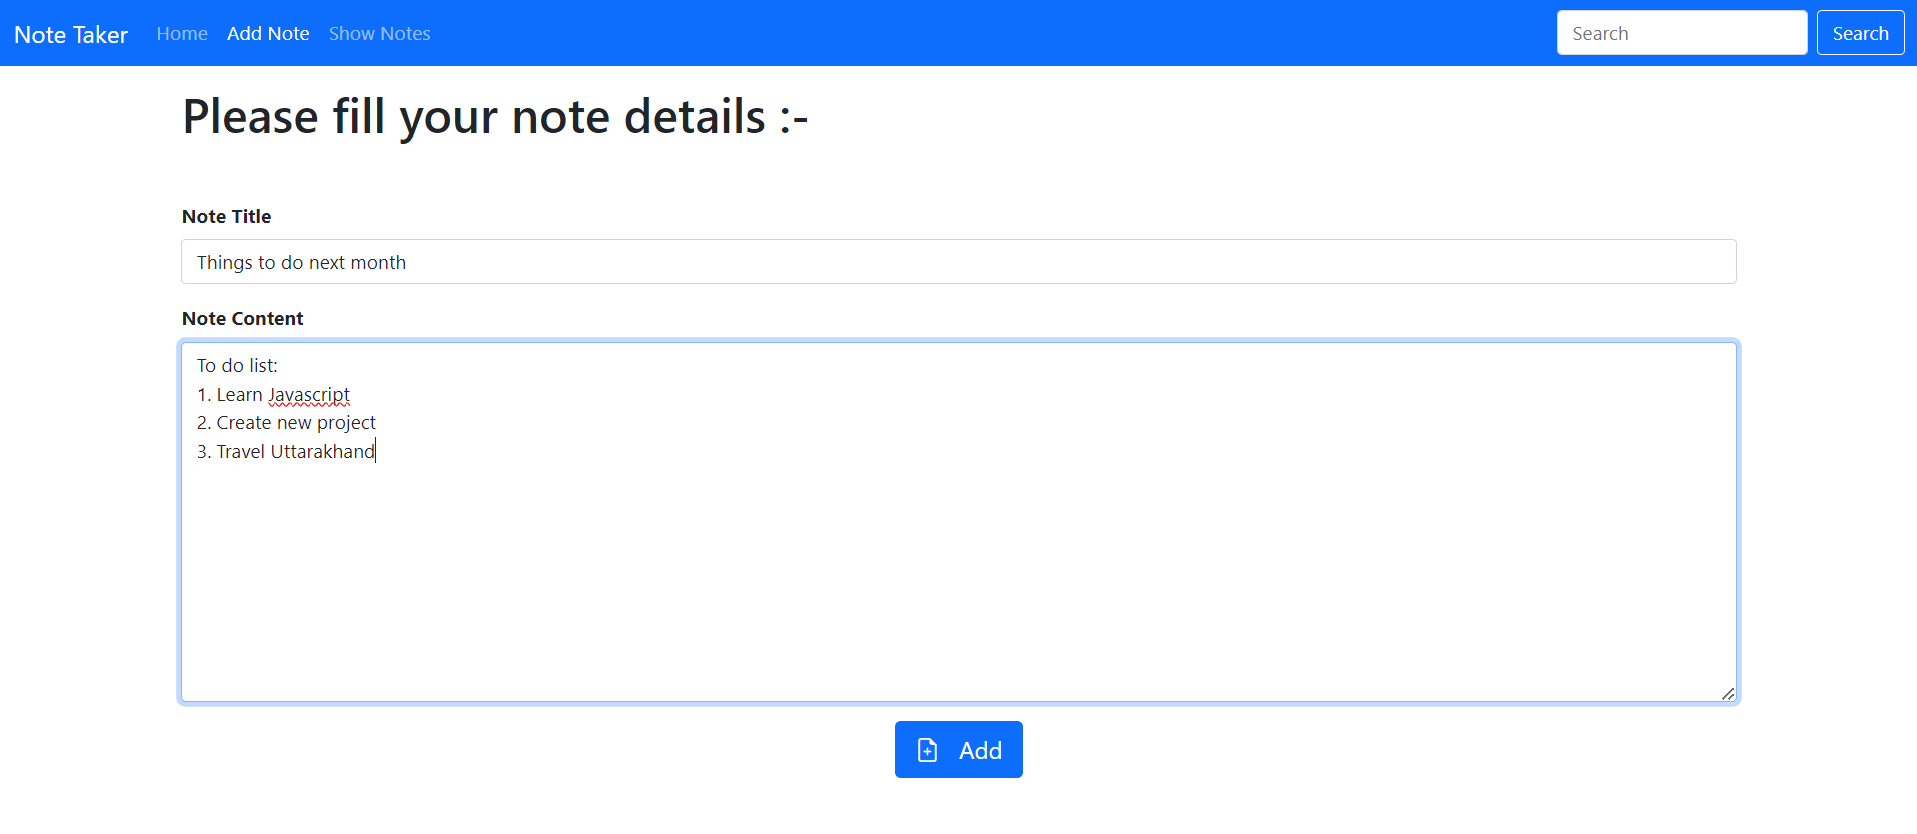 Note Taker Home Add Note Show Notes Search Search
Please fill your note details :-
Note Title
Things to do next month
Note Content
To do list:
1. Learn Javascript
2. Create new project
3. Travel Uttarakhand
Add